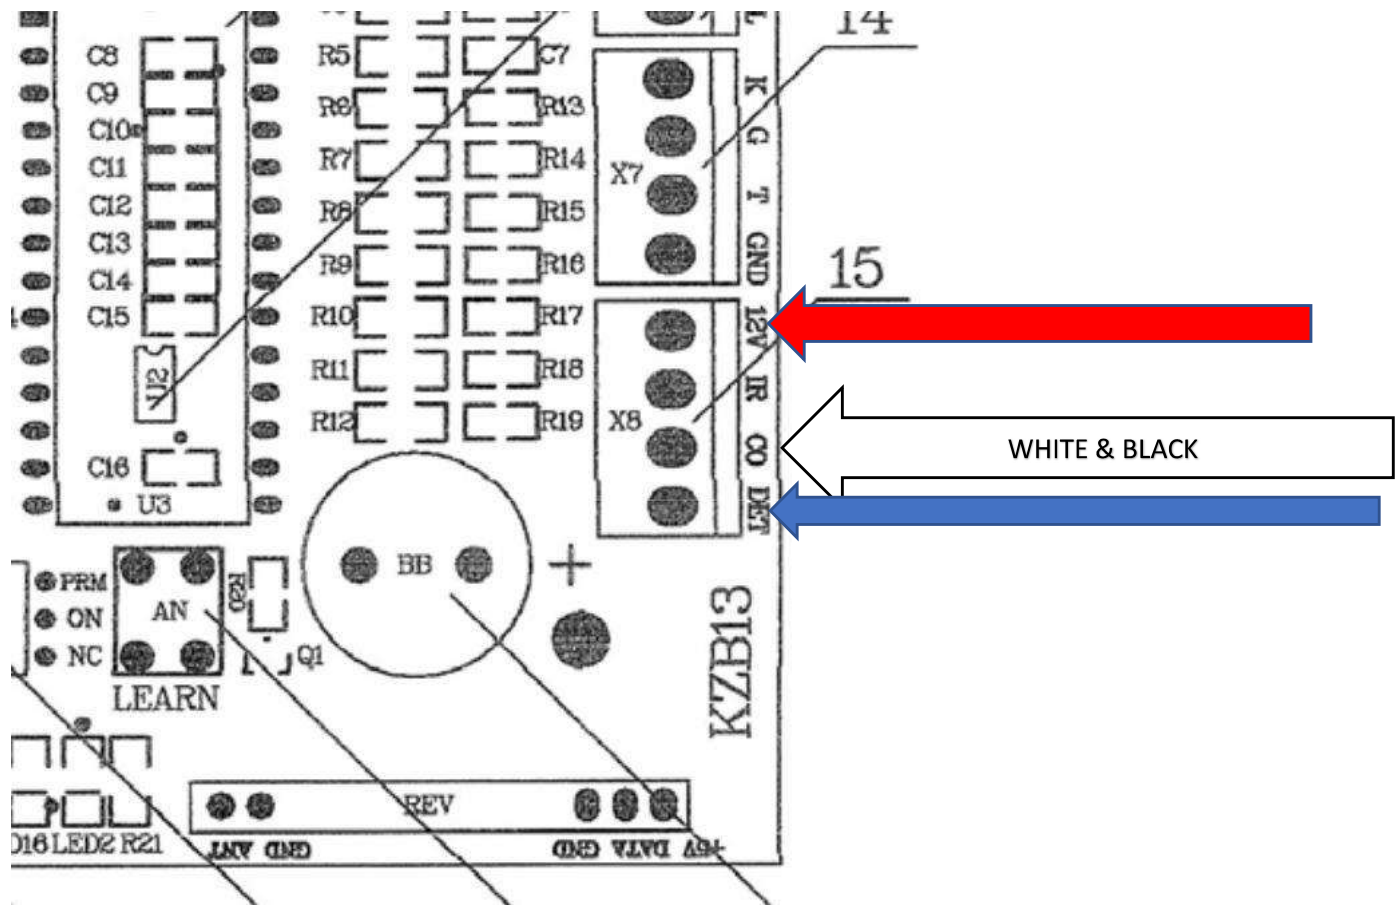 14
C8 R5 C7 K
C9 R6 R13
C10 G
C11 R7 R14 X7
C12 R8 R15 T
C13 R9 R16 GND
C14 15
C15 R10 R17 12V
U2 R11 R18 IR
R12 R19 X8 CO WHITE & BLACK
C16
U3 DET
BB +
PRM AN R20
ON
NC Q1 KZB13
LEARN
REV
LED2 R21 ANT GND GND DATA +5V